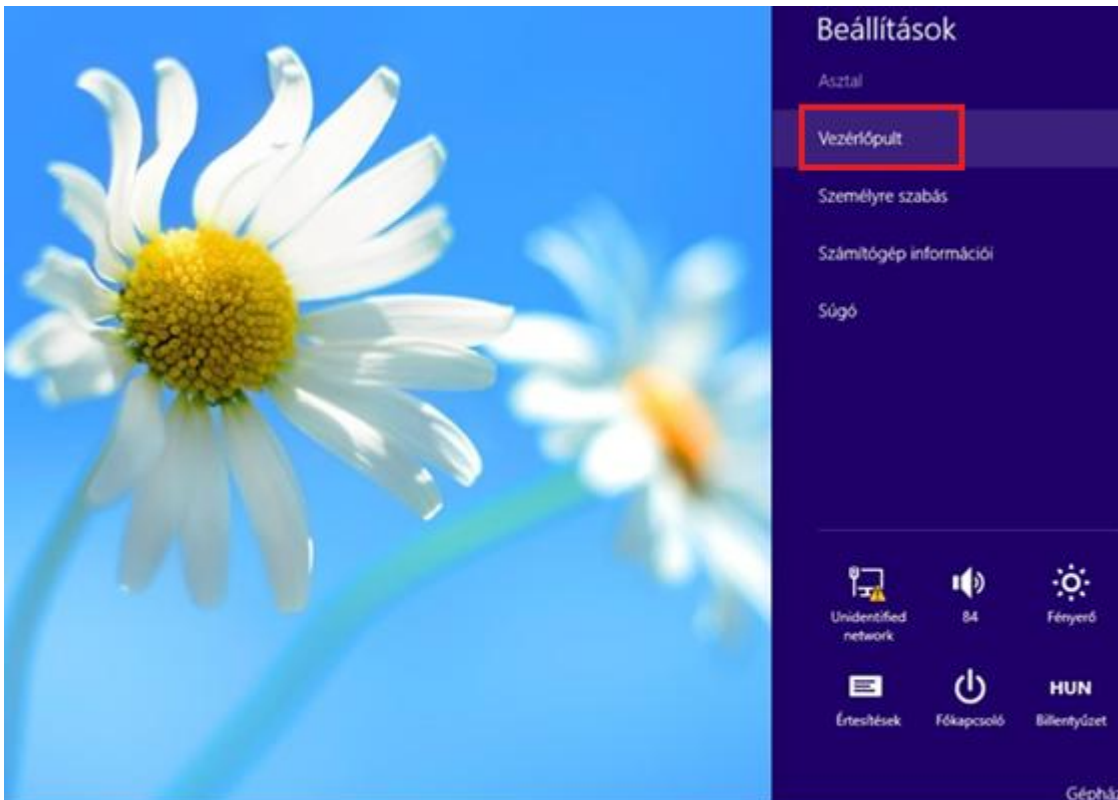 Beállítások
Asztal
Vezérlőpult
Személyre szabás
Számítógép információi
Súgó
Unidentified
network
84
Fényerő
Értesítések
Főkapcsoló
HUN
Billentyűzet